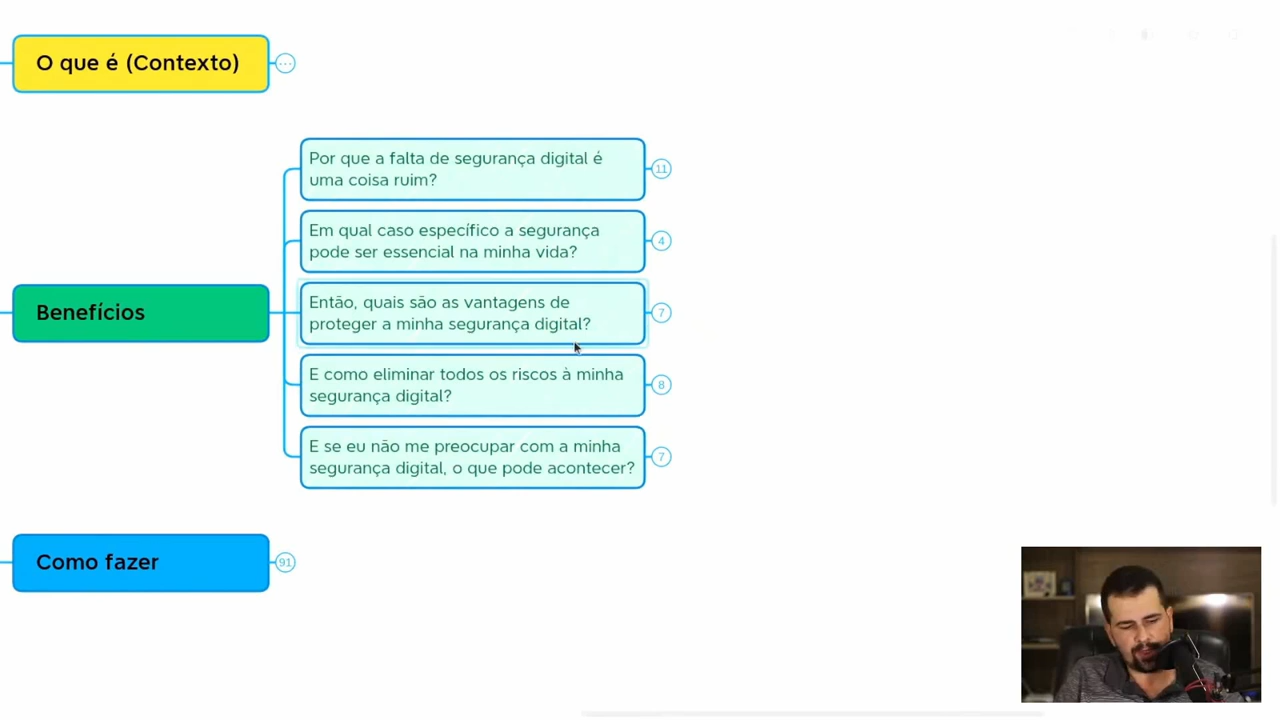 O que é (Contexto)
...
Por que a falta de segurança digital é
uma coisa ruim?
11
Em qual caso específico a segurança
pode ser essencial na minha vida?
4
Benefícios
Então, quais são as vantagens de
proteger a minha segurança digital?
7
E como eliminar todos os riscos à minha
segurança digital?
8
E se eu não me preocupar com a minha
segurança digital, o que pode acontecer?
7
Como fazer
91